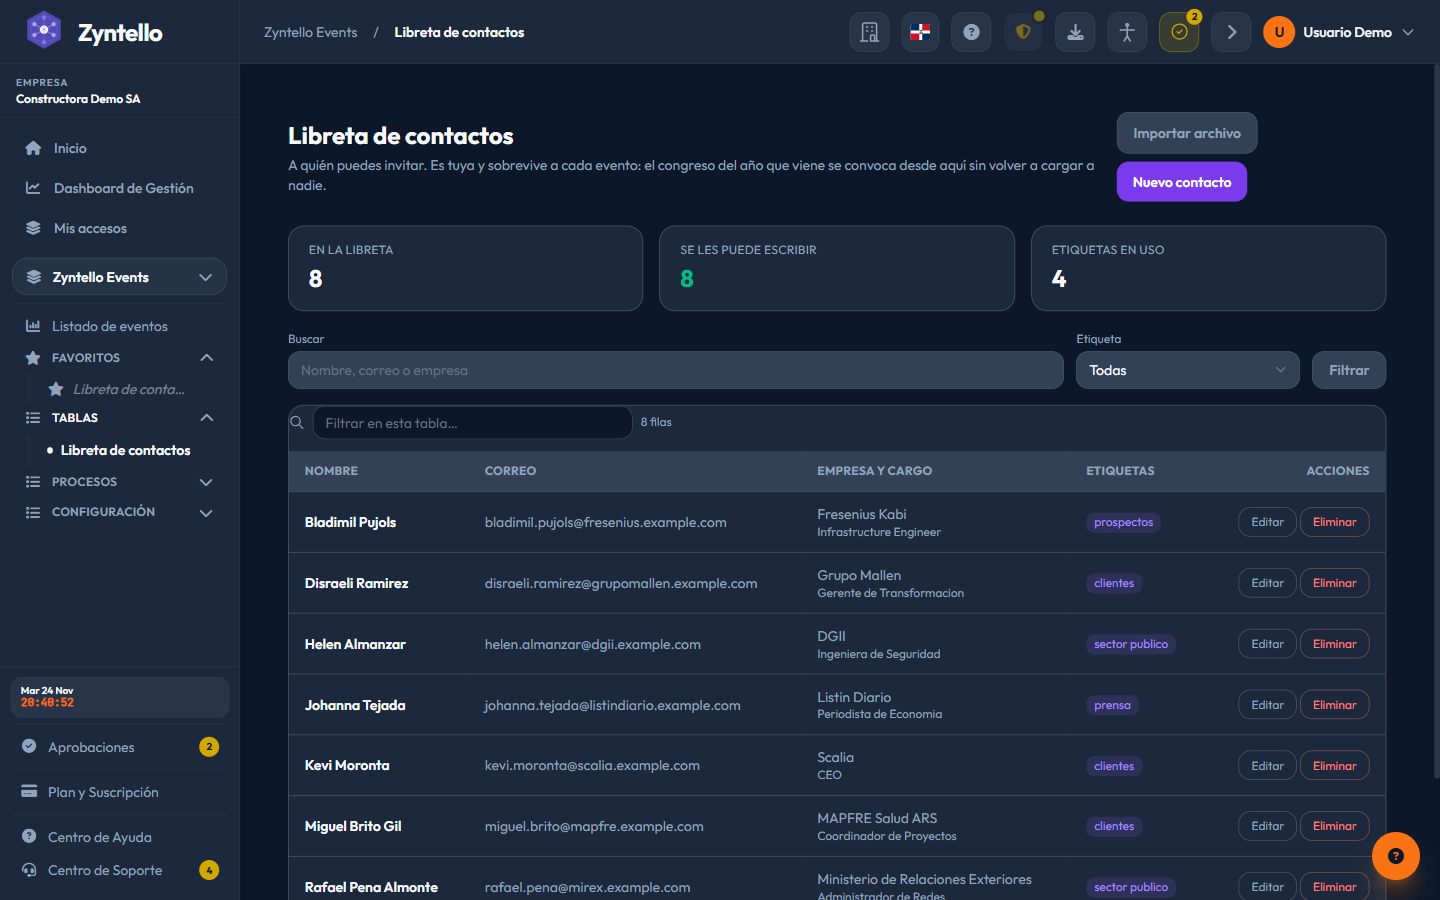 Zyntello
Zyntello Events / Libreta de contactos
2
U Usuario Demo
EMPRESA
Constructora Demo SA
Inicio
Dashboard de Gestión
Mis accesos
Zyntello Events
Listado de eventos
FAVORITOS
Libreta de conta...
TABLAS
Libreta de contactos
PROCESOS
CONFIGURACIÓN
Mar 24 Nov
20:40:52
Aprobaciones 2
Plan y Suscripción
Centro de Ayuda
Centro de Soporte 4
Libreta de contactos
A quién puedes invitar. Es tuya y sobrevive a cada evento: el congreso del año que viene se convoca desde aquí sin volver a cargar a
nadie.
Importar archivo
Nuevo contacto
EN LA LIBRETA
8
SE LES PUEDE ESCRIBIR
8
ETIQUETAS EN USO
4
Buscar
Nombre, correo o empresa
Etiqueta
Todas
Filtrar
Filtrar en esta tabla... 8 filas
NOMBRE CORREO EMPRESA Y CARGO ETIQUETAS ACCIONES
Bladimil Pujols bladimil.pujols@fresenius.example.com Fresenius Kabi prospectos Editar Eliminar
Infrastructure Engineer
Disraeli Ramirez disraeli.ramirez@grupomallen.example.com Grupo Mallen clientes Editar Eliminar
Gerente de Transformacion
Helen Almanzar helen.almanzar@dgii.example.com DGII sector publico Editar Eliminar
Ingeniera de Seguridad
Johanna Tejada johanna.tejada@listindiario.example.com Listin Diario prensa Editar Eliminar
Periodista de Economia
Kevi Moronta kevi.moronta@scalia.example.com Scalia clientes Editar Eliminar
CEO
Miguel Brito Gil miguel.brito@mapfre.example.com MAPFRE Salud ARS clientes Editar Eliminar
Coordinador de Proyectos
Rafael Pena Almonte rafael.pena@mirex.example.com Ministerio de Relaciones Exteriores sector publico Editar Eliminar
Administrador de Redes